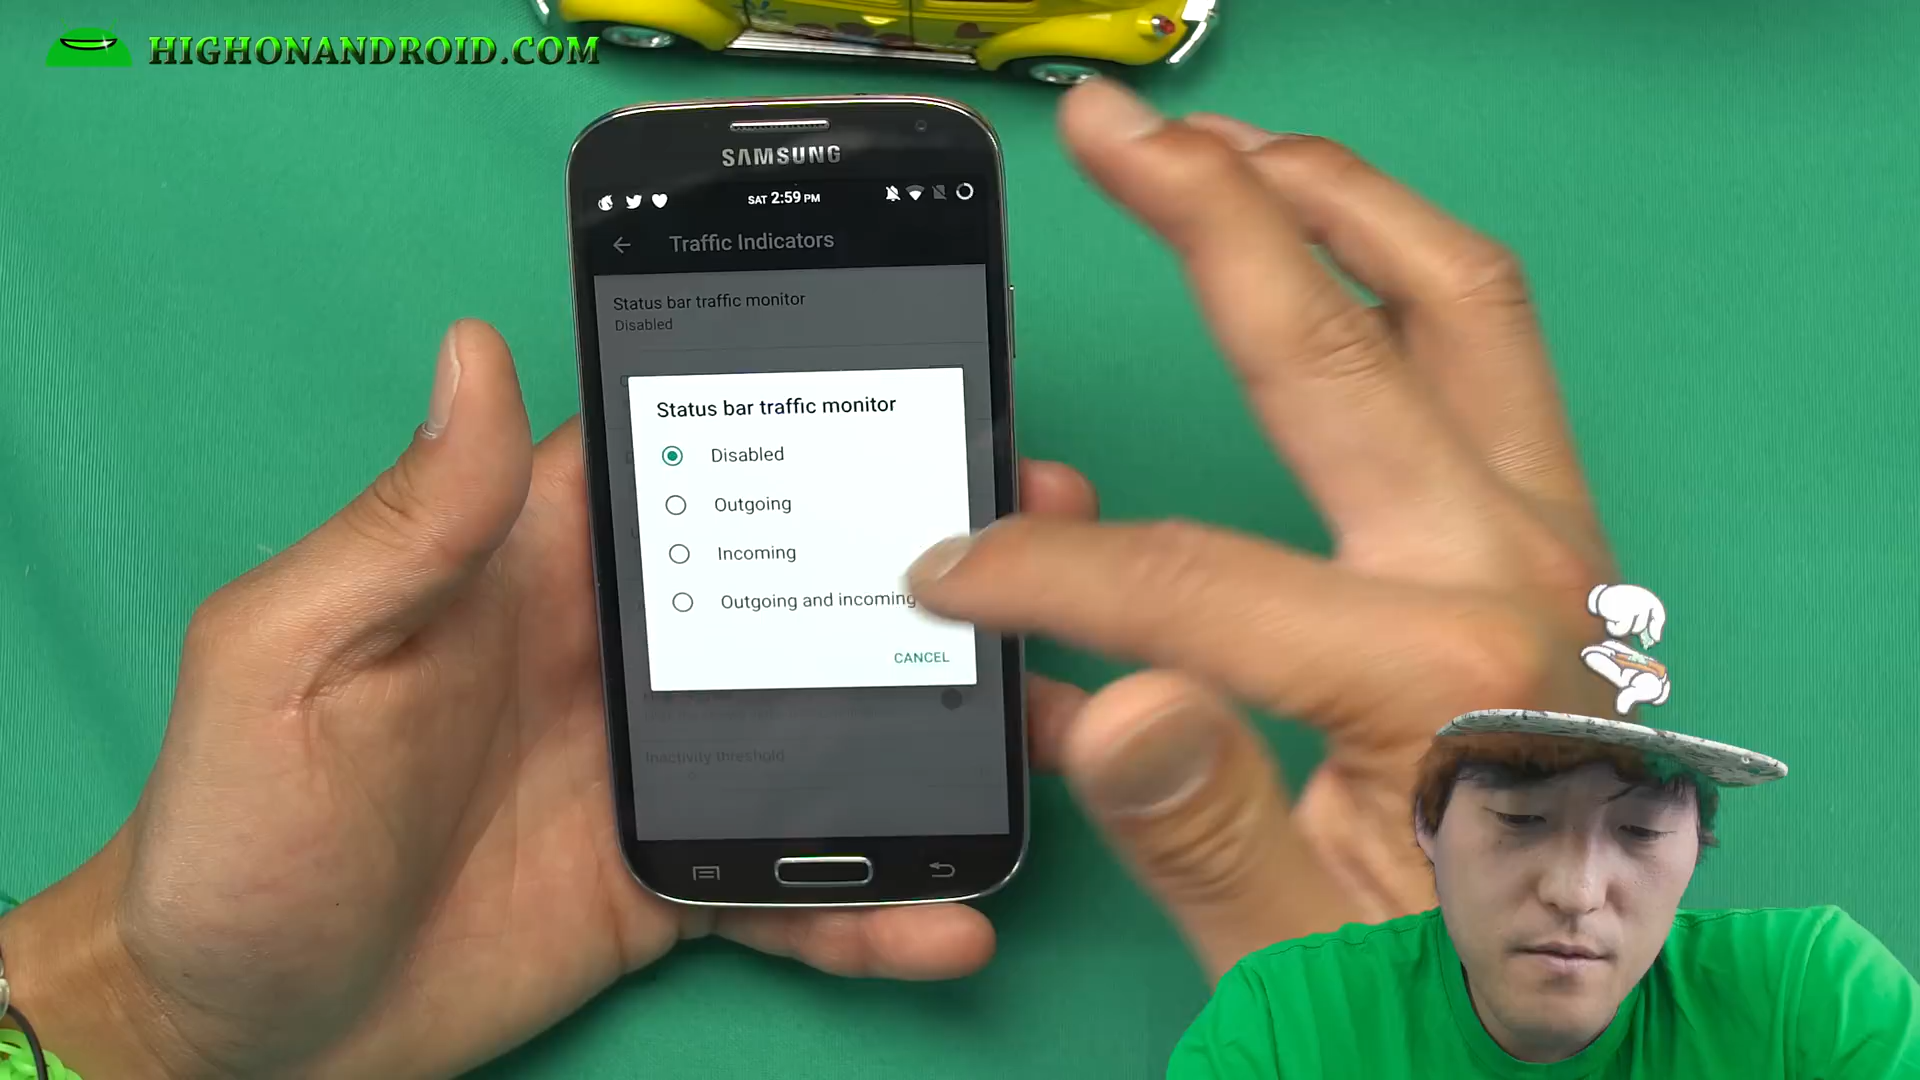 HIGHONANDROID.COM
SAMSUNG
SAT 2:59 PM
Traffic Indicators
Status bar traffic monitor
Disabled
Status bar traffic monitor
Disabled
Outgoing
Incoming
Outgoing and incoming
CANCEL
Inactivity threshold